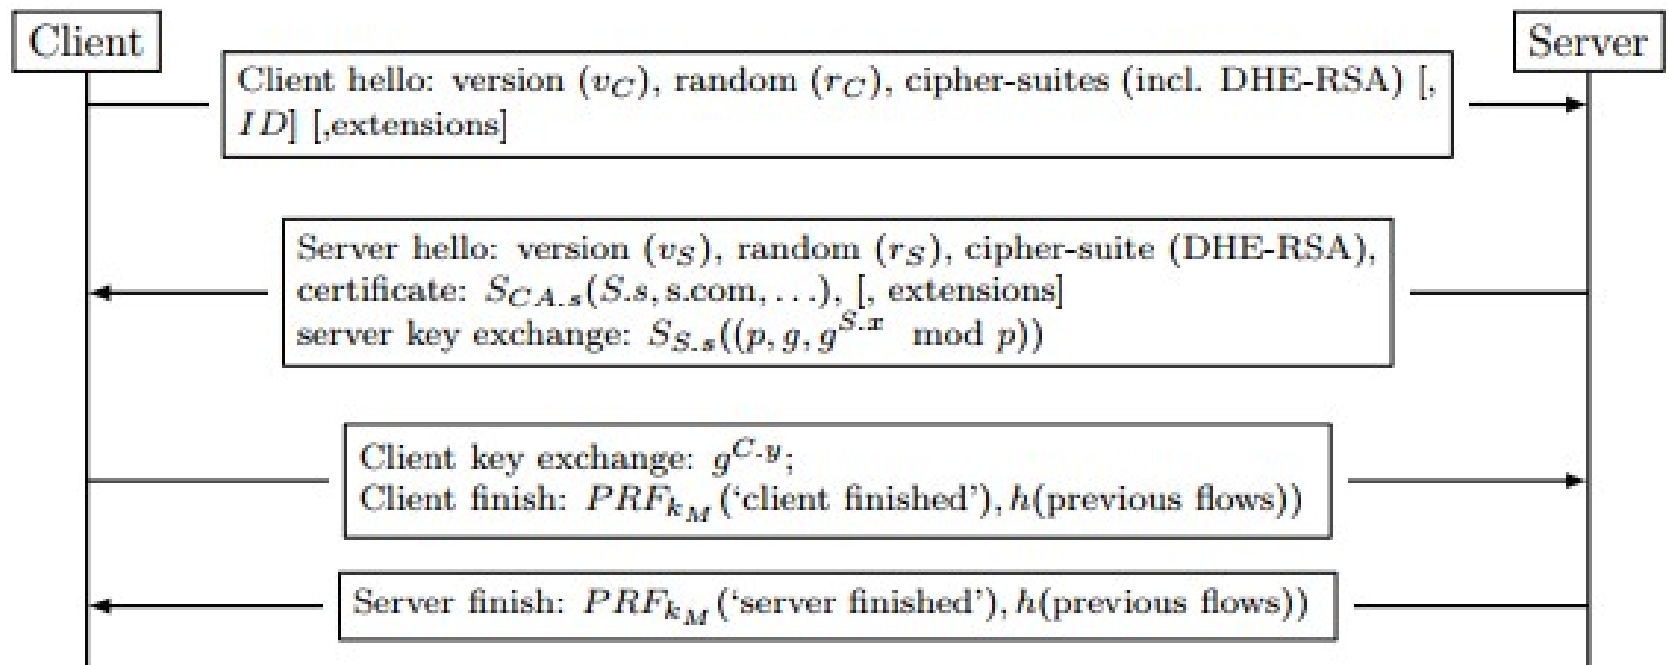 Client
Server
Client hello: version (v_C), random (r_C), cipher-suites (incl. DHE-RSA) [,
ID] [,extensions]
Server hello: version (v_S), random (r_S), cipher-suite (DHE-RSA),
certificate: S_{CA.s}(S.s, s.com, ...), [, extensions]
server key exchange: S_{S.s}((p, g, g^{S.x} mod p))
Client key exchange: g^{C.y};
Client finish: PRF_{k_M}(‘client finished’), h(previous flows))
Server finish: PRF_{k_M}(‘server finished’), h(previous flows))